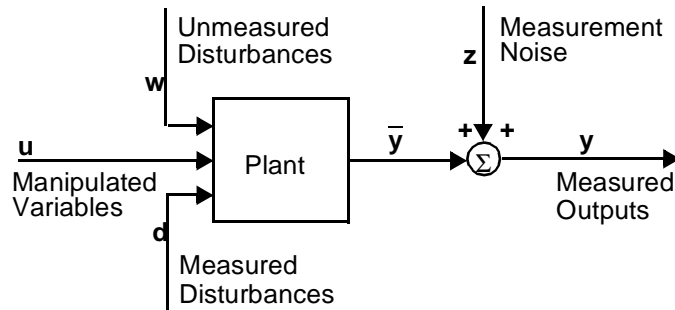 Unmeasured
Disturbances
w
Measurement
Noise
z
u
Manipulated
Variables
Plant
ȳ
+ +
Σ
y
Measured
Outputs
d
Measured
Disturbances